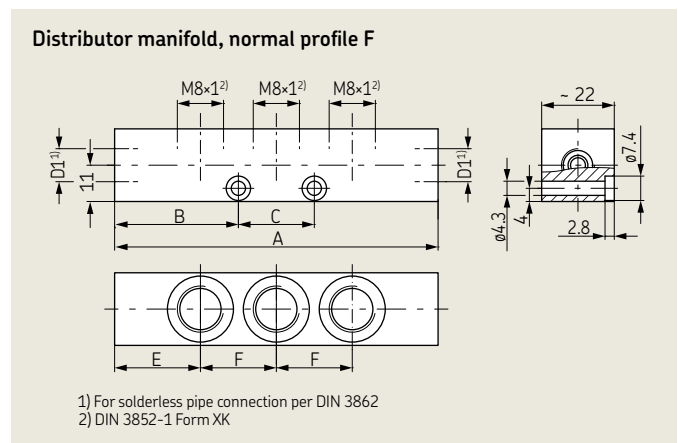 Distributor manifold, normal profile F
M8×1²⁾ M8×1²⁾ M8×1²⁾
~ 22
D1¹⁾
11
D1¹⁾
ø7.4
ø4.3
4
2.8
B C
A
E F F
1) For solderless pipe connection per DIN 3862
2) DIN 3852-1 Form XK